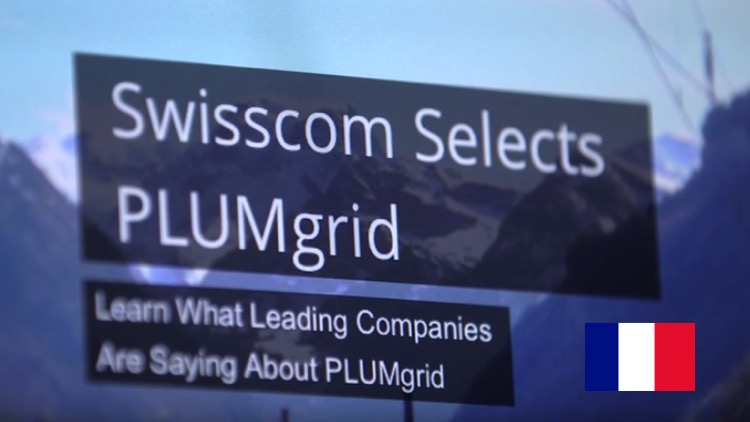 Swisscom Selects
PLUMgrid
Learn What Leading Companies
Are Saying About PLUMgrid